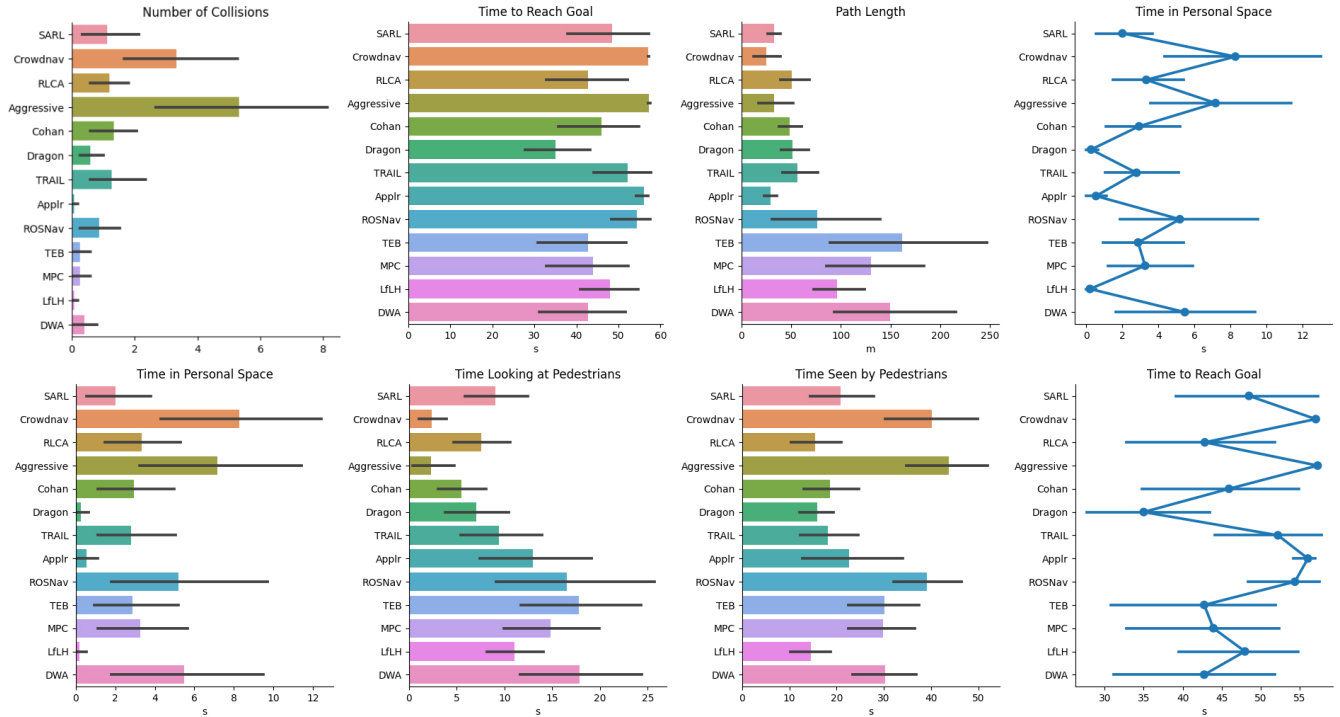 Number of Collisions
SARL
Crowdnav
RLCA
Aggressive
Cohan
Dragon
TRAIL
Applr
ROSNav
TEB
MPC
LfLH
DWA
0 2 4 6 8
Time to Reach Goal
SARL
Crowdnav
RLCA
Aggressive
Cohan
Dragon
TRAIL
Applr
ROSNav
TEB
MPC
LfLH
DWA
0 10 20 30 40 50 60
s
Path Length
SARL
Crowdnav
RLCA
Aggressive
Cohan
Dragon
TRAIL
Applr
ROSNav
TEB
MPC
LfLH
DWA
0 50 100 150 200 250
m
Time in Personal Space
SARL
Crowdnav
RLCA
Aggressive
Cohan
Dragon
TRAIL
Applr
ROSNav
TEB
MPC
LfLH
DWA
0 2 4 6 8 10 12
s
Time in Personal Space
SARL
Crowdnav
RLCA
Aggressive
Cohan
Dragon
TRAIL
Applr
ROSNav
TEB
MPC
LfLH
DWA
0 2 4 6 8 10 12
s
Time Looking at Pedestrians
SARL
Crowdnav
RLCA
Aggressive
Cohan
Dragon
TRAIL
Applr
ROSNav
TEB
MPC
LfLH
DWA
0 5 10 15 20 25
s
Time Seen by Pedestrians
SARL
Crowdnav
RLCA
Aggressive
Cohan
Dragon
TRAIL
Applr
ROSNav
TEB
MPC
LfLH
DWA
0 10 20 30 40 50
s
Time to Reach Goal
SARL
Crowdnav
RLCA
Aggressive
Cohan
Dragon
TRAIL
Applr
ROSNav
TEB
MPC
LfLH
DWA
30 35 40 45 50 55
s